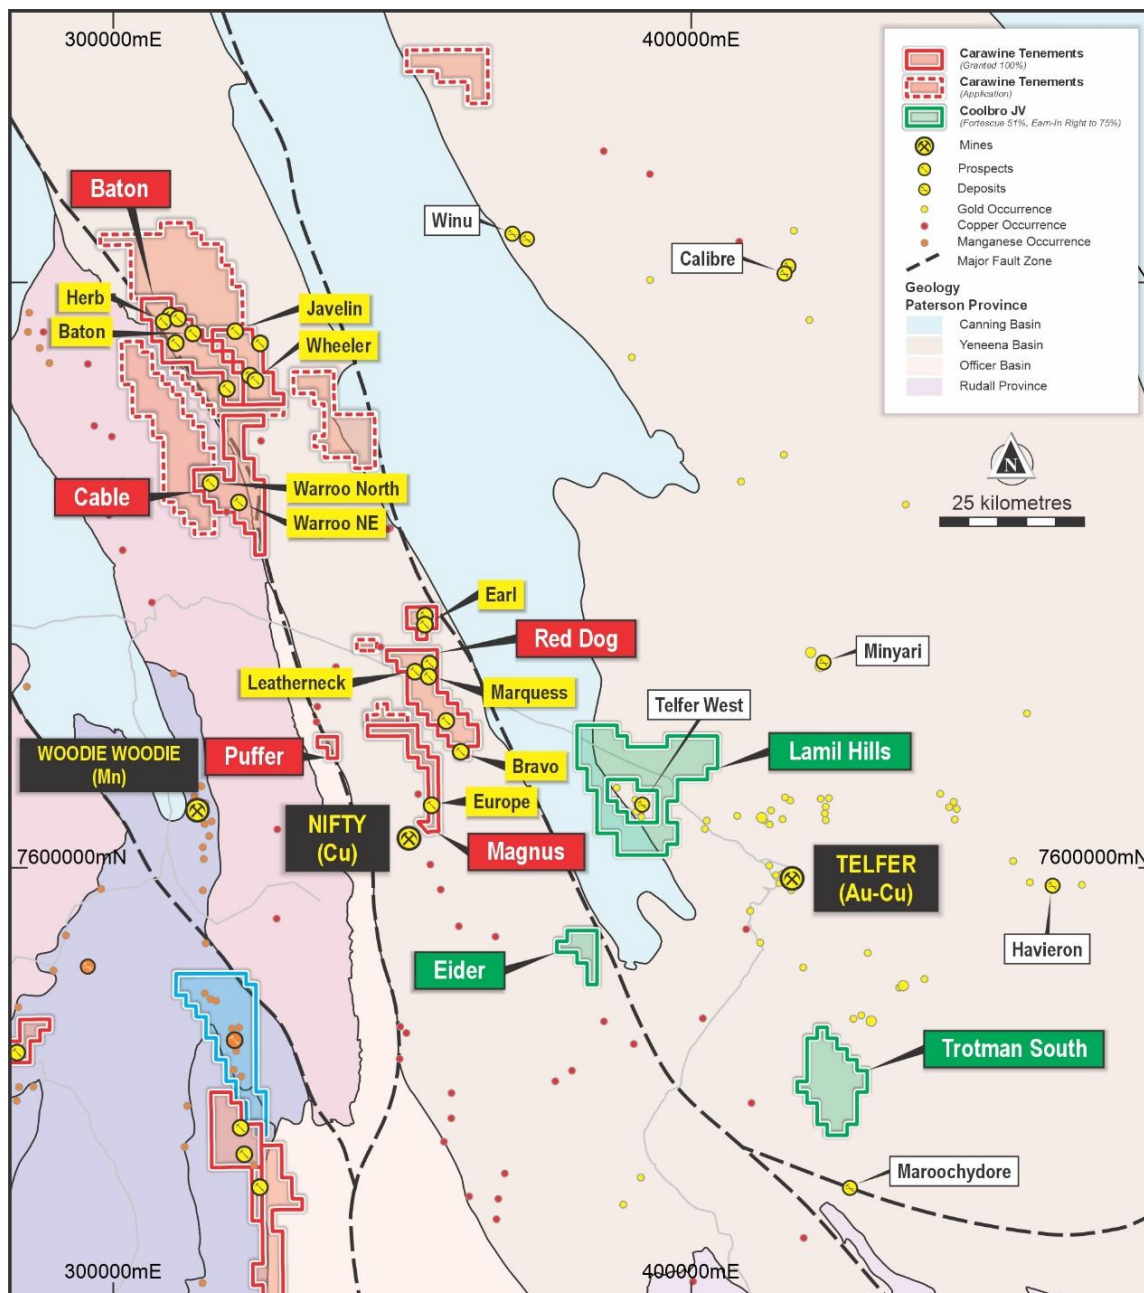 300000mE
400000mE
Carawine Tenements
(Granted 100%)
Carawine Tenements
(Application)
Coolbro JV
(Fortescue 51%, Earn-In Right to 75%)
Mines
Prospects
Deposits
Gold Occurrence
Copper Occurrence
Manganese Occurrence
Major Fault Zone
Geology
Paterson Province
Canning Basin
Yeneena Basin
Officer Basin
Rudall Province
Baton
Winu
Calibre
Herb
Javelin
Baton
Wheeler
N
25 kilometres
Cable
Warroo North
Warroo NE
Earl
Red Dog
Minyari
Leatherneck
Marquess
Telfer West
WOODIE WOODIE
(Mn)
Puffer
Bravo
Lamil Hills
Europe
NIFTY
(Cu)
Magnus
7600000mN
7600000mN
TELFER
(Au-Cu)
Havieron
Eider
Trotman South
Maroochydore
300000mE
400000mE